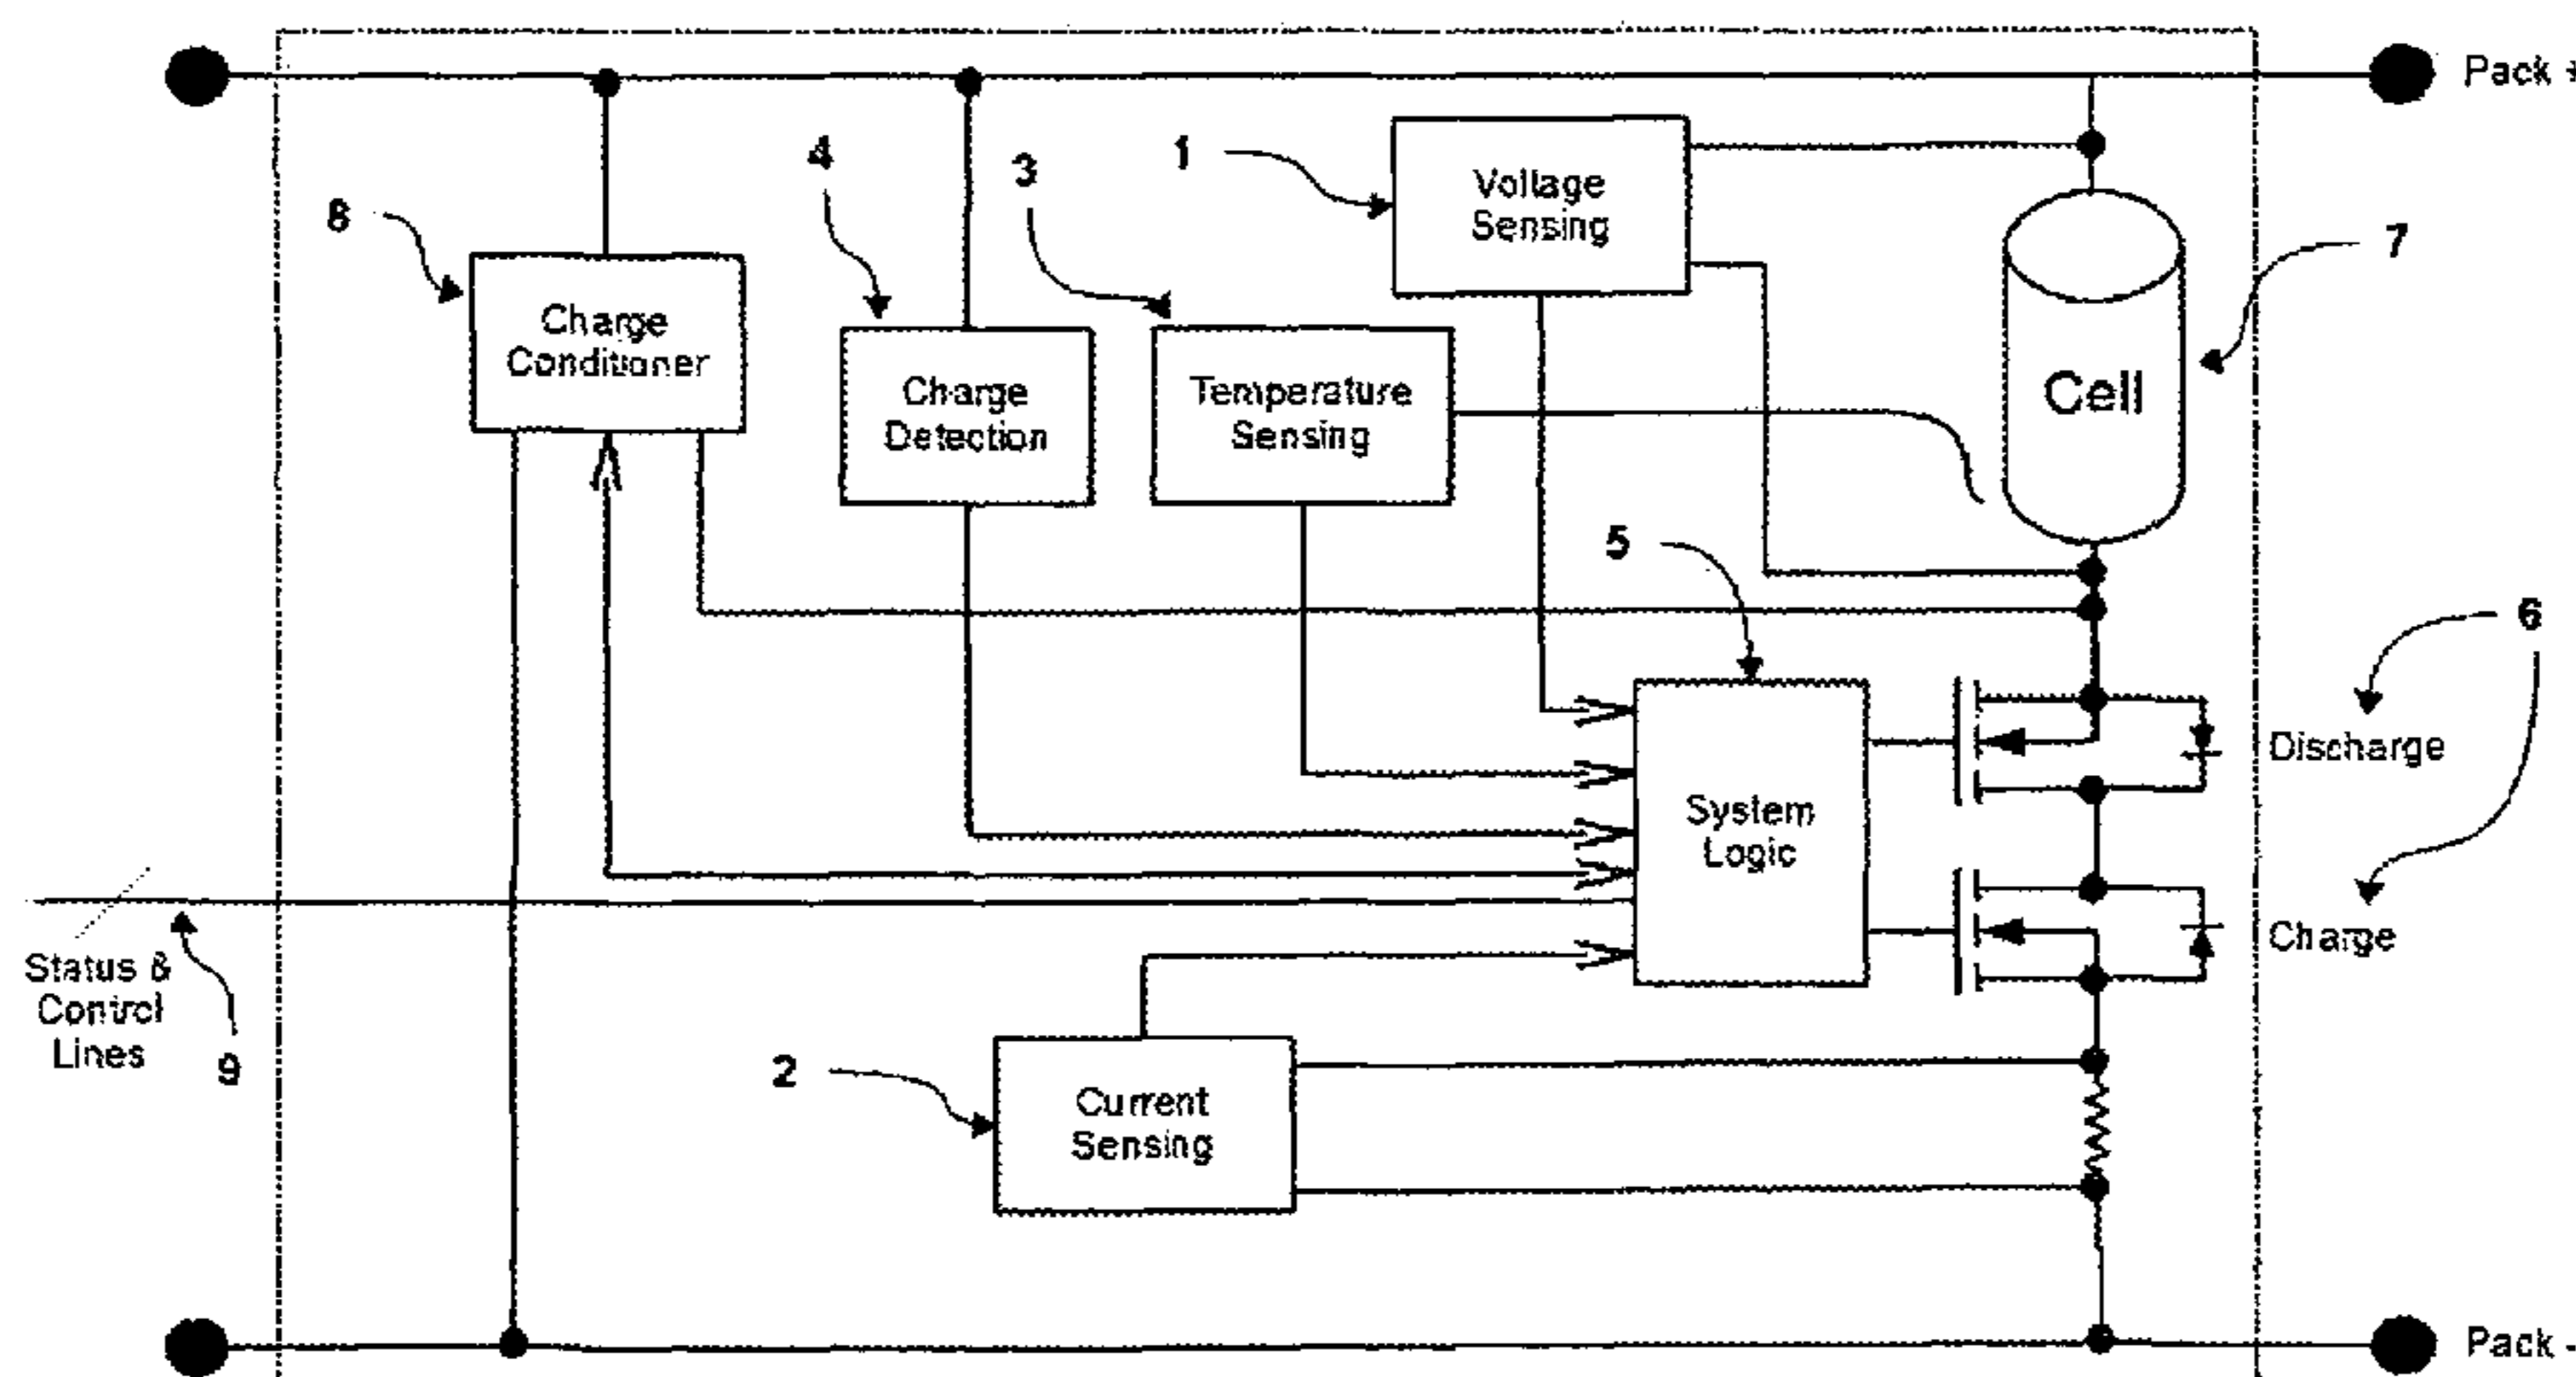 Pack +
4
1
3
Voltage
Sensing
8
7
Charge
Conditioner
Charge
Detection
Temperature
Sensing
Cell
5
6
Discharge
System
Logic
Charge
Status &
Control
Lines
9
2
Current
Sensing
Pack -